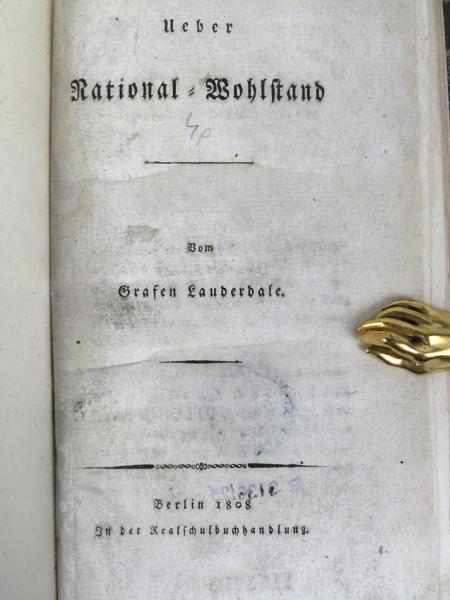 Ueber
National-Wohlſtand
Vom
Grafen Lauderdale.
Berlin 1808
In der Realſchulbuchhandlung.